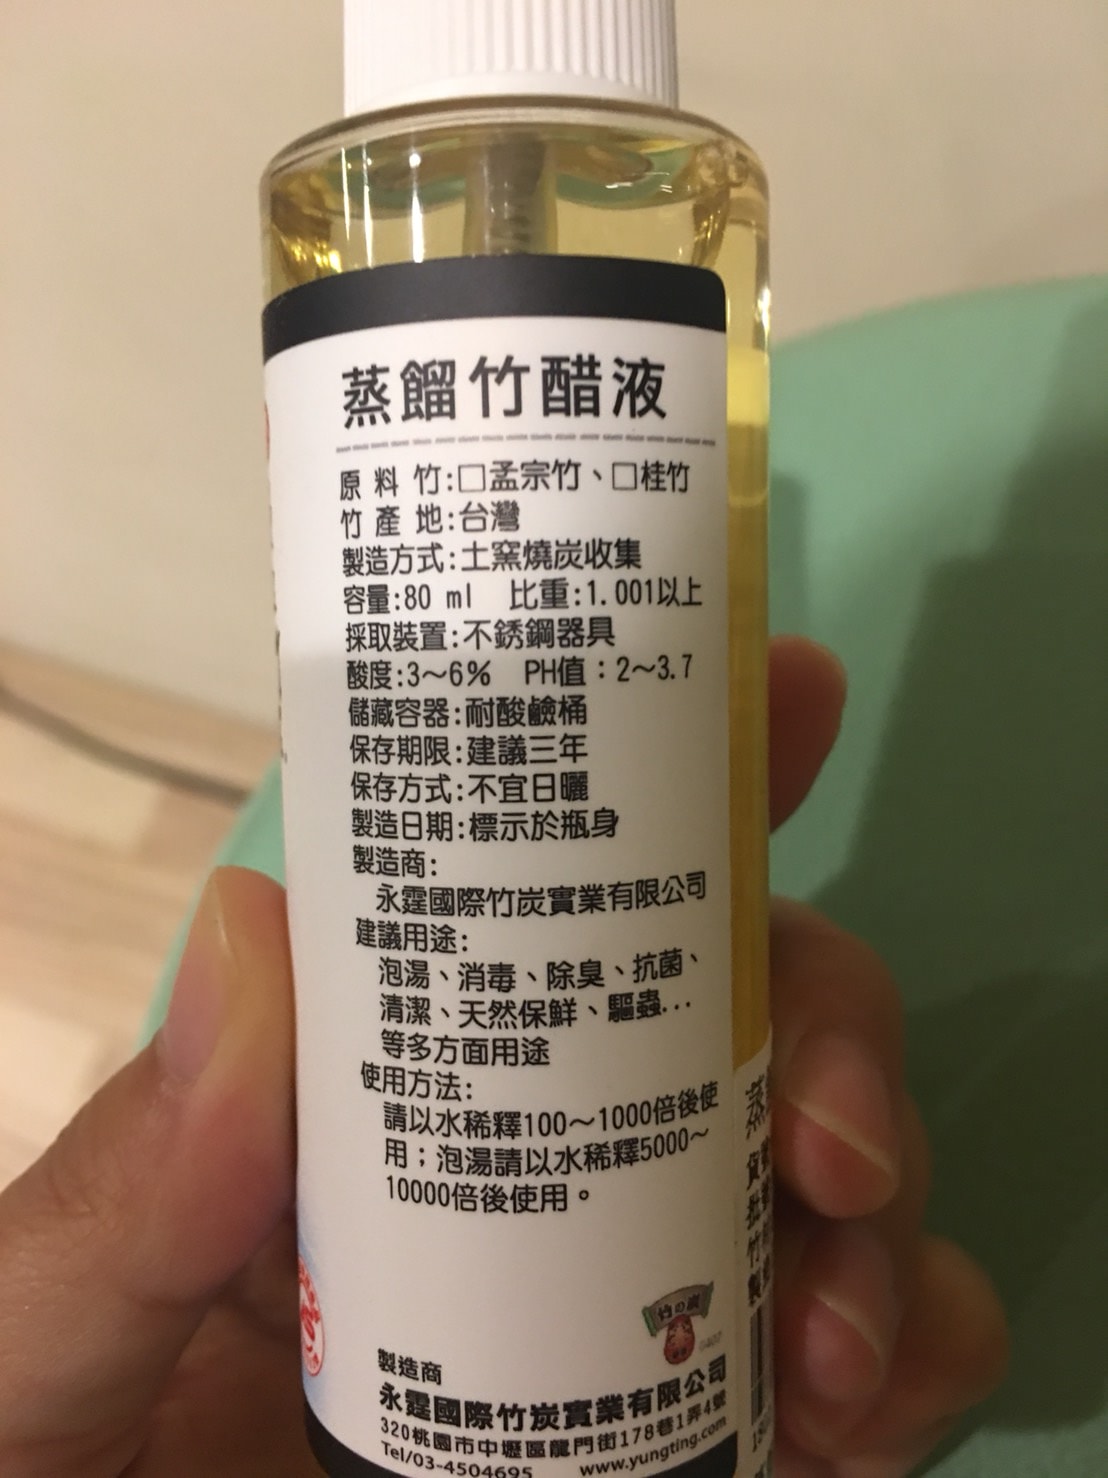 蒸餾竹醋液
原料竹:□孟宗竹、□桂竹
竹產地:台灣
製造方式:土窯燒炭收集
容量:80 ml 比重:1.001以上
採取裝置:不銹鋼器具
酸度:3～6% PH值：2～3.7
儲藏容器:耐酸鹼桶
保存期限:建議三年
保存方式:不宜日曬
製造日期:標示於瓶身
製造商:
永霆國際竹炭實業有限公司
建議用途:
泡湯、消毒、除臭、抗菌、
清潔、天然保鮮、驅蟲...
等多方面用途
使用方法:
請以水稀釋100～1000倍後使
用；泡湯請以水稀釋5000～
10000倍後使用。
竹の炭
製造商
永霆國際竹炭實業有限公司
320桃園市中壢區龍門街178巷1弄4號
Tel/03-4504695 www.yungting.com
蒸